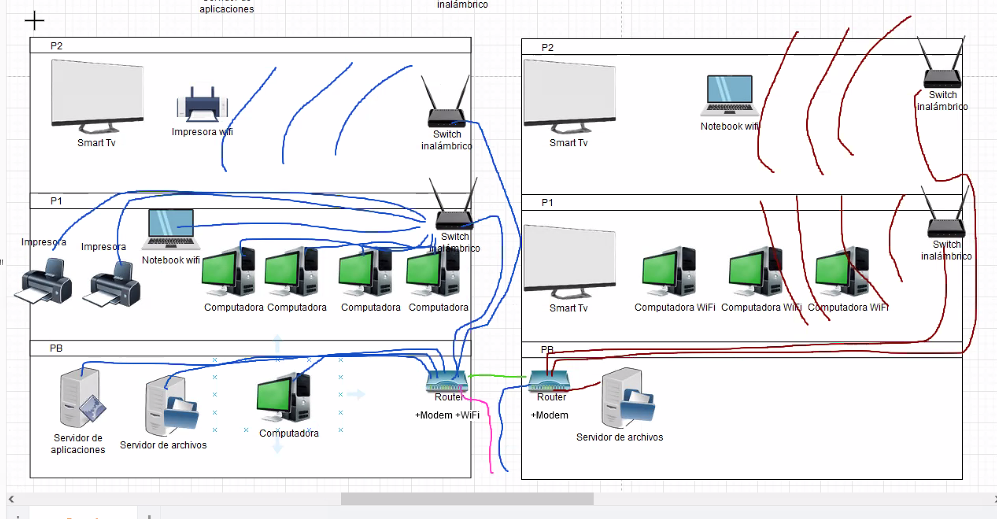 aplicaciones
inalámbrico
P2
Smart Tv
Impresora wifi
Switch
inalámbrico
P1
Impresora
Impresora
Notebook wifi
Switch
inalámbrico
Computadora
Computadora
Computadora
Computadora
PB
Servidor de
aplicaciones
Servidor de archivos
Computadora
Router
+Modem +WiFi
P2
Smart Tv
Notebook wifi
Switch
inalámbrico
P1
Smart Tv
Computadora WiFi
Computadora WiFi
Computadora WiFi
Switch
inalámbrico
PB
Router
+Modem
Servidor de archivos